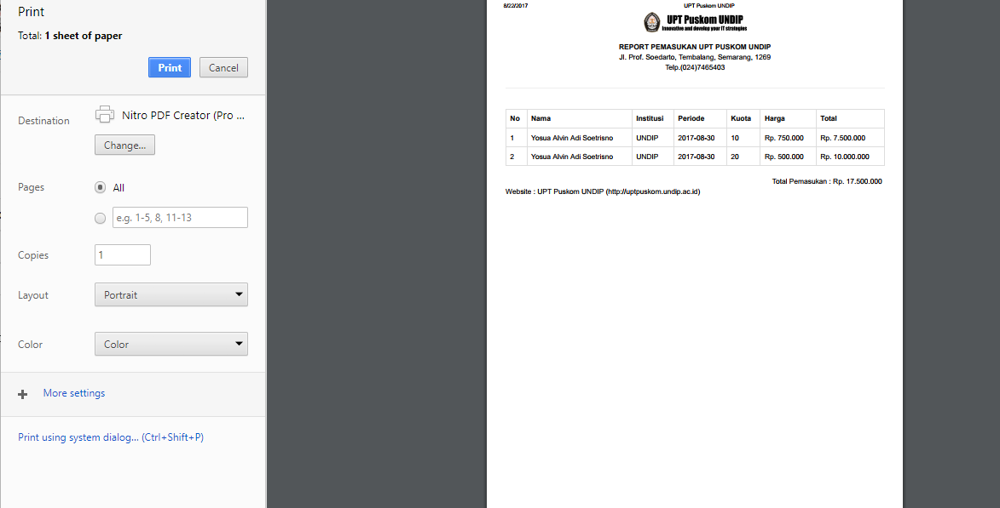 Print
Total: 1 sheet of paper
Print Cancel
Destination Nitro PDF Creator (Pro ...
Change...
Pages All
e.g. 1-5, 8, 11-13
Copies 1
Layout Portrait
Color Color
More settings
Print using system dialog... (Ctrl+Shift+P)
8/22/2017 UPT Puskom UNDIP
UPT Puskom UNDIP
Innovative and develop your IT strategies
REPORT PEMASUKAN UPT PUSKOM UNDIP
Jl. Prof. Soedarto, Tembalang, Semarang, 1269
Telp.(024)7465403
No Nama Institusi Periode Kuota Harga Total
1 Yosua Alvin Adi Soetrisno UNDIP 2017-08-30 10 Rp. 750.000 Rp. 7.500.000
2 Yosua Alvin Adi Soetrisno UNDIP 2017-08-30 20 Rp. 500.000 Rp. 10.000.000
Total Pemasukan : Rp. 17.500.000
Website : UPT Puskom UNDIP (http://uptpuskom.undip.ac.id)